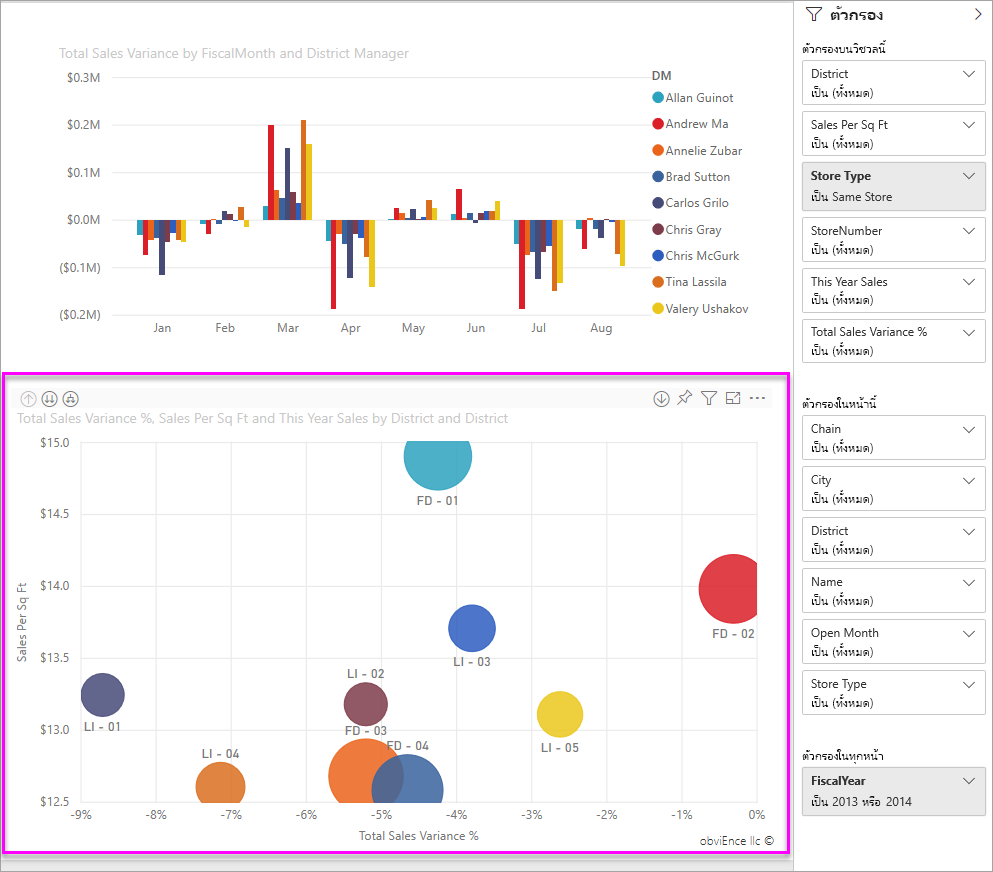 Total Sales Variance by FiscalMonth and District Manager
$0.3M
$0.2M
$0.1M
$0.0M
($0.1M)
($0.2M)
Jan Feb Mar Apr May Jun Jul Aug
DM
Allan Guinot
Andrew Ma
Annelie Zubar
Brad Sutton
Carlos Grilo
Chris Gray
Chris McGurk
Tina Lassila
Valery Ushakov
Total Sales Variance %, Sales Per Sq Ft and This Year Sales by District and District
Sales Per Sq Ft
$15.0
$14.5
$14.0
$13.5
$13.0
$12.5
FD - 01
FD - 02
LI - 03
LI - 02
LI - 01
FD - 03
FD - 04
LI - 05
LI - 04
-9% -8% -7% -6% -5% -4% -3% -2% -1% 0%
Total Sales Variance %
obviEnce llc ©
ตัวกรอง
ตัวกรองบนวิชวลนี้
District
เป็น (ทั้งหมด)
Sales Per Sq Ft
เป็น (ทั้งหมด)
Store Type
เป็น Same Store
StoreNumber
เป็น (ทั้งหมด)
This Year Sales
เป็น (ทั้งหมด)
Total Sales Variance %
เป็น (ทั้งหมด)
ตัวกรองในหน้านี้
Chain
เป็น (ทั้งหมด)
City
เป็น (ทั้งหมด)
District
เป็น (ทั้งหมด)
Name
เป็น (ทั้งหมด)
Open Month
เป็น (ทั้งหมด)
Store Type
เป็น (ทั้งหมด)
ตัวกรองในทุกหน้า
FiscalYear
เป็น 2013 หรือ 2014